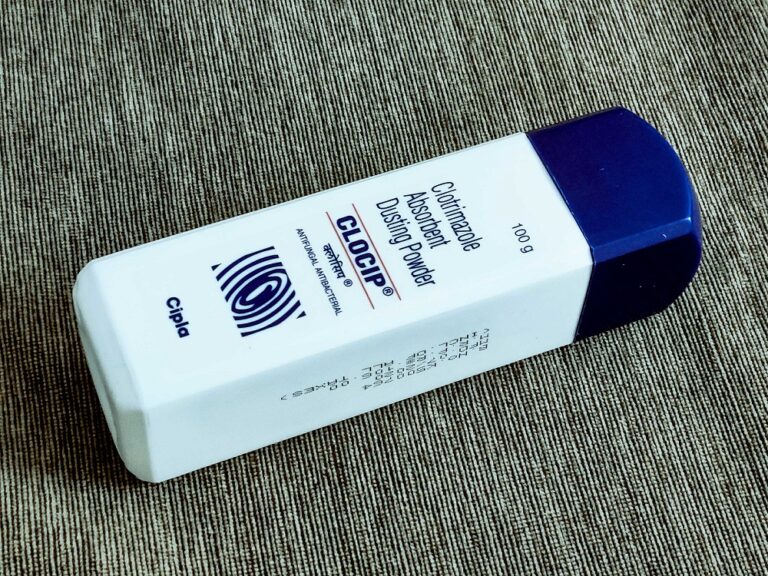 Clotrimazole
Absorbent
Dusting Powder
100 g
CLOCIP®
क्लोसिप®
ANTIFUNGAL ANTIBACTERIAL
Cipla